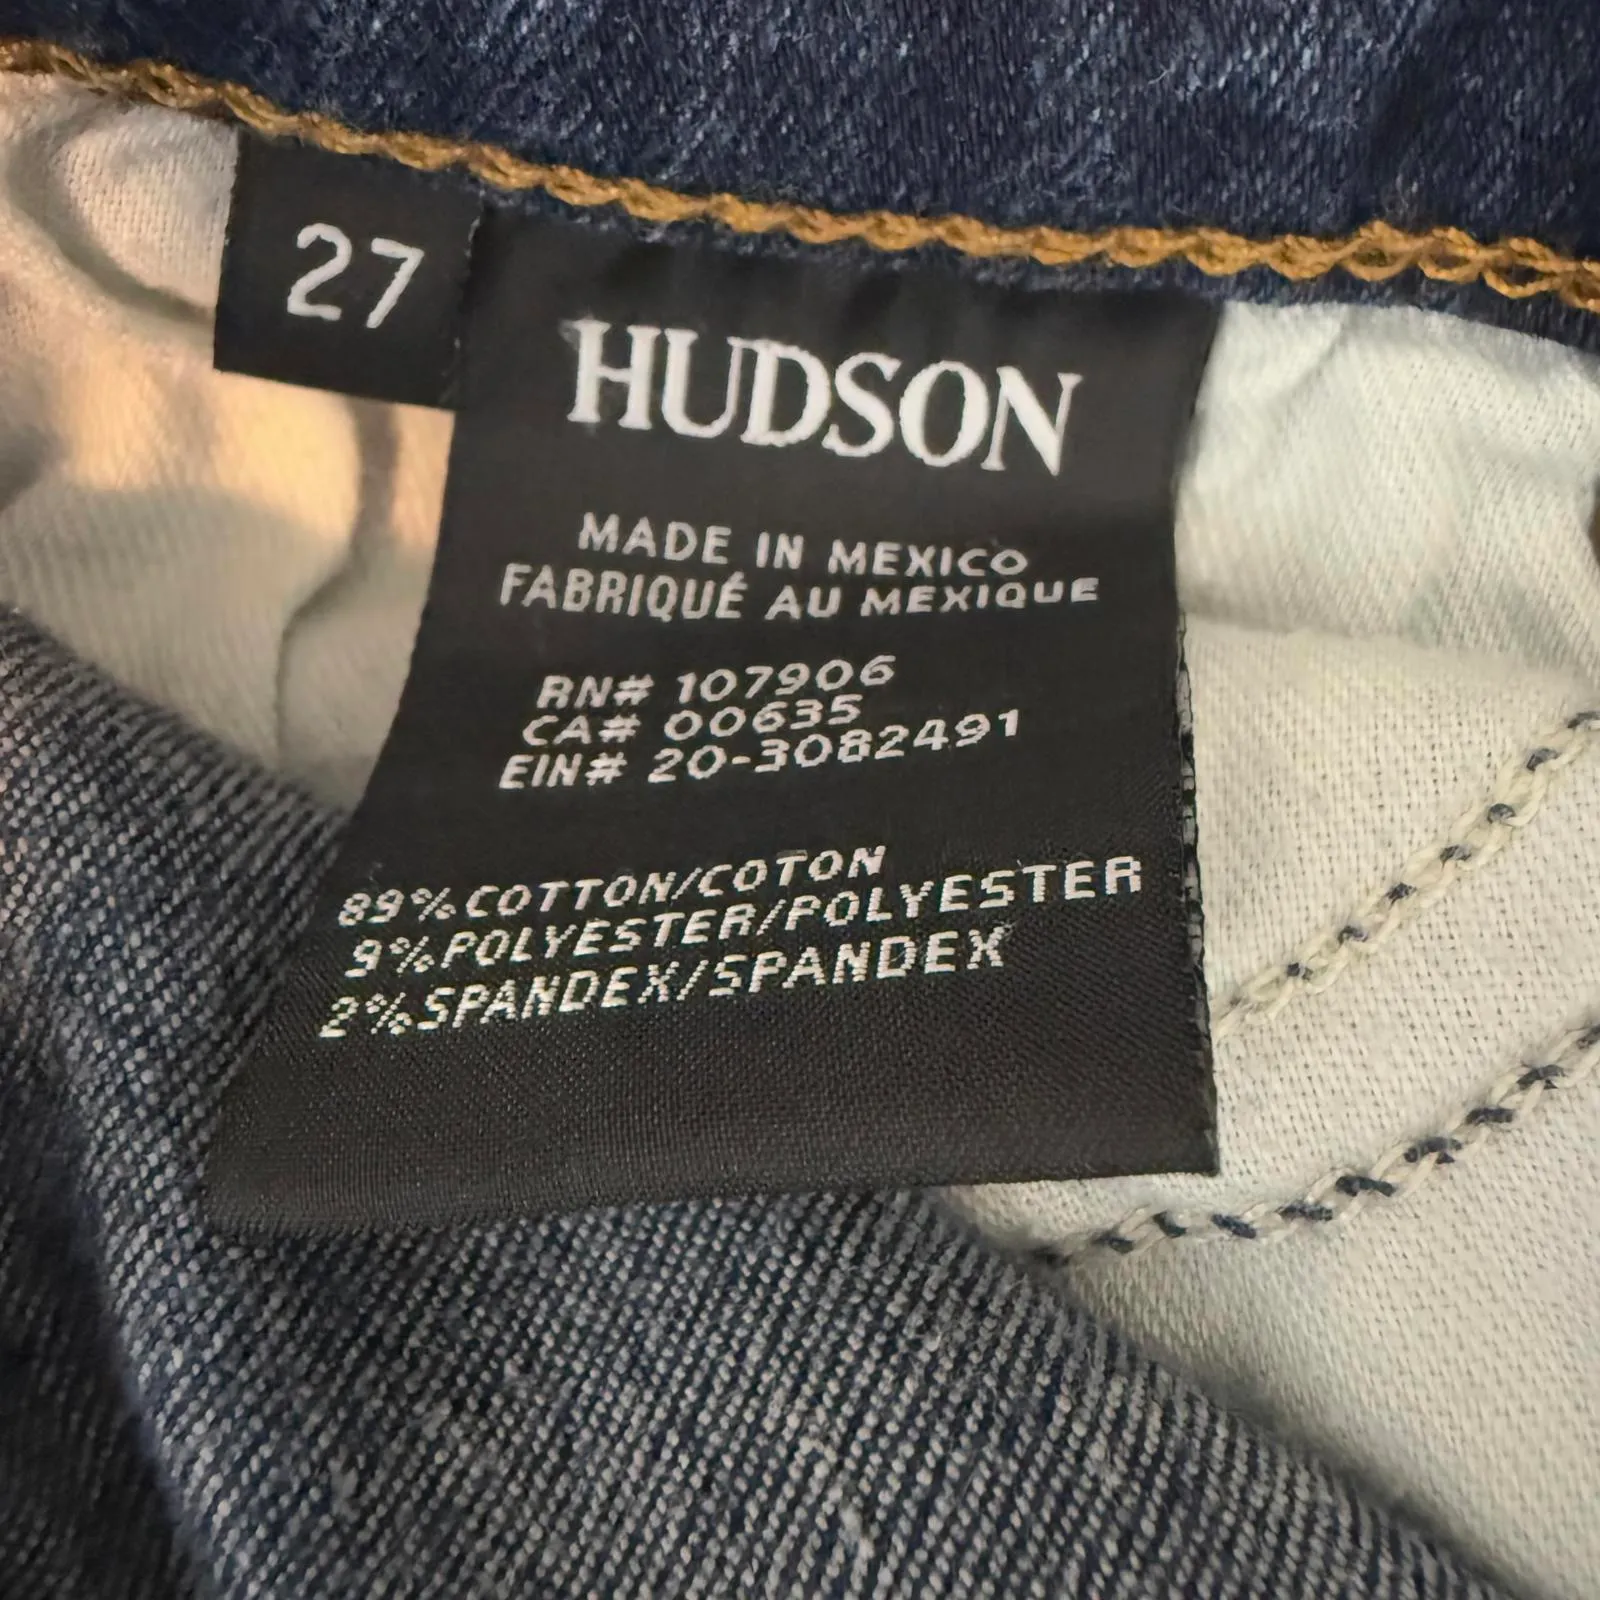 27
HUDSON
MADE IN MEXICO
FABRIQUÉ AU MEXIQUE
RN# 107906
CA# 00635
EIN# 20-3082491
89% COTTON/COTON
9% POLYESTER/POLYESTER
2% SPANDEX/SPANDEX